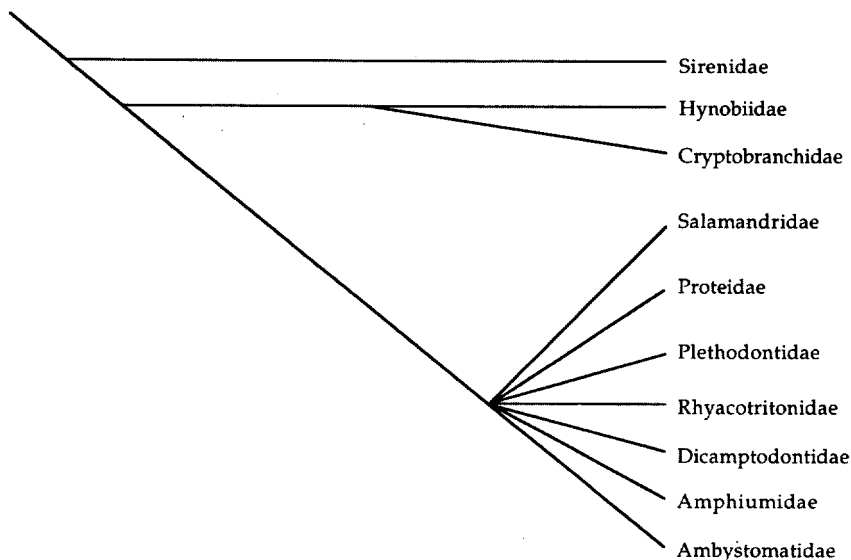 Sirenidae
Hynobiidae
Cryptobranchidae
Salamandridae
Proteidae
Plethodontidae
Rhyacotritonidae
Dicamptodontidae
Amphiumidae
Ambystomatidae